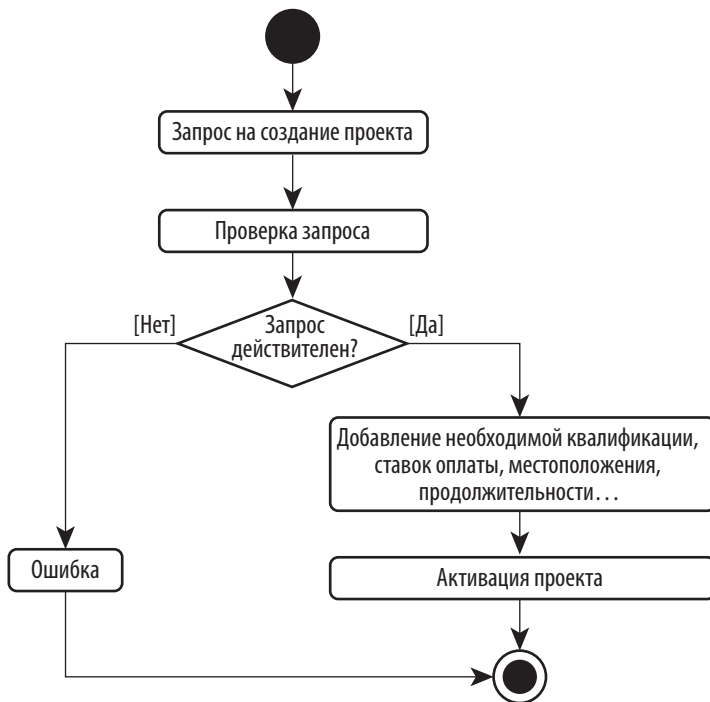 Запрос на создание проекта
Проверка запроса
[Нет]
Запрос
действителен?
[Да]
Добавление необходимой квалификации,
ставок оплаты, местоположения,
продолжительности...
Ошибка
Активация проекта